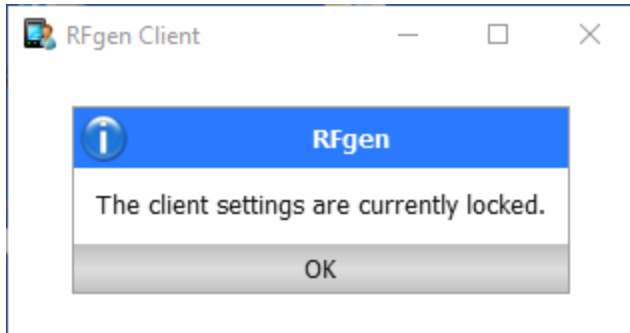 RFgen Client
RFgen
The client settings are currently locked.
OK